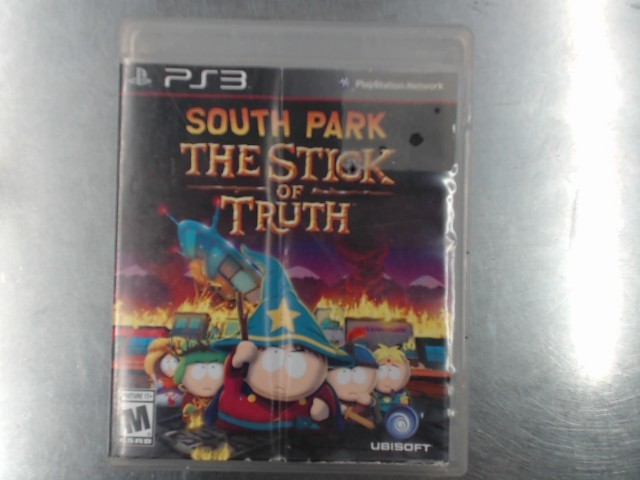 PS3
PlayStation Network
SOUTH PARK
THE STICK
OF
TRUTH
MATURE 17+
M
ESRB
UBISOFT